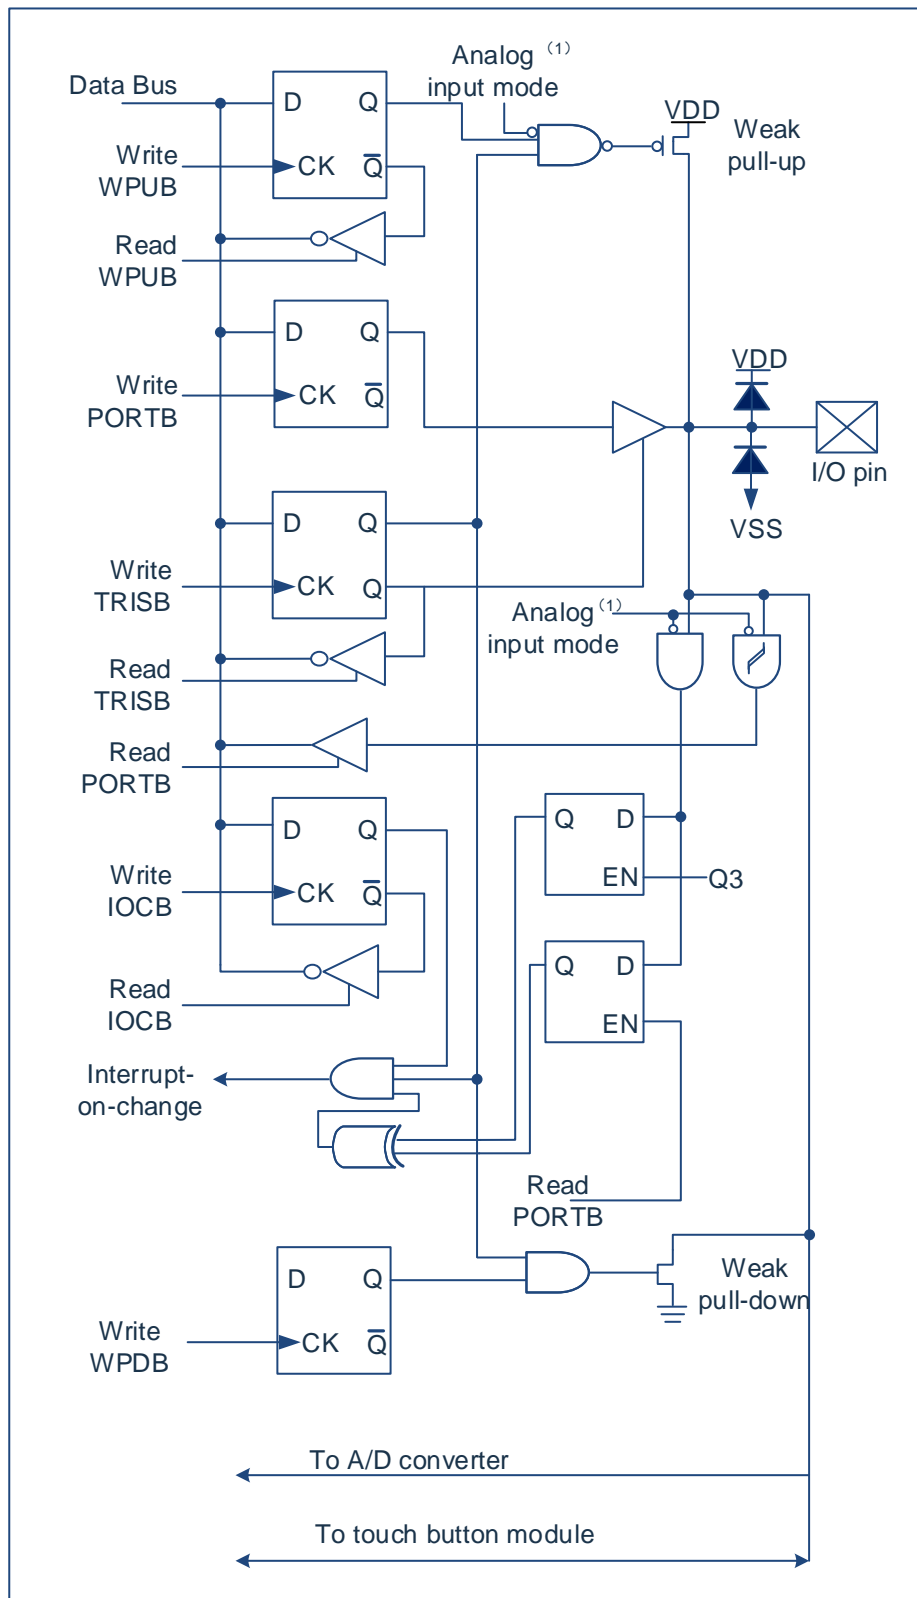 Analog (1)
input mode
Data Bus
D Q
VDD
Weak
pull-up
Write
WPUB
CK Q
Read
WPUB
D Q
Write
PORTB
CK Q
VDD
I/O pin
VSS
D Q
Write
TRISB
CK Q
Analog (1)
input mode
Read
TRISB
Read
PORTB
D Q
Q D
Write
IOCB
CK Q
EN
Q3
Q D
Read
IOCB
EN
Interrupt-
on-change
Read
PORTB
D Q
Weak
pull-down
Write
WPDB
CK Q
To A/D converter
To touch button module